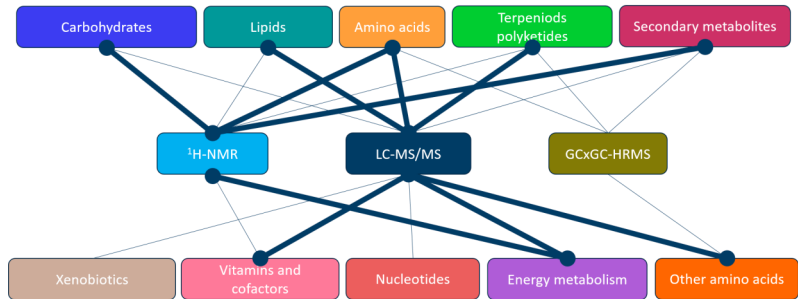 Carbohydrates
Lipids
Amino acids
Terpeniods
polyketides
Secondary metabolites
¹H-NMR
LC-MS/MS
GCxGC-HRMS
Xenobiotics
Vitamins and
cofactors
Nucleotides
Energy metabolism
Other amino acids